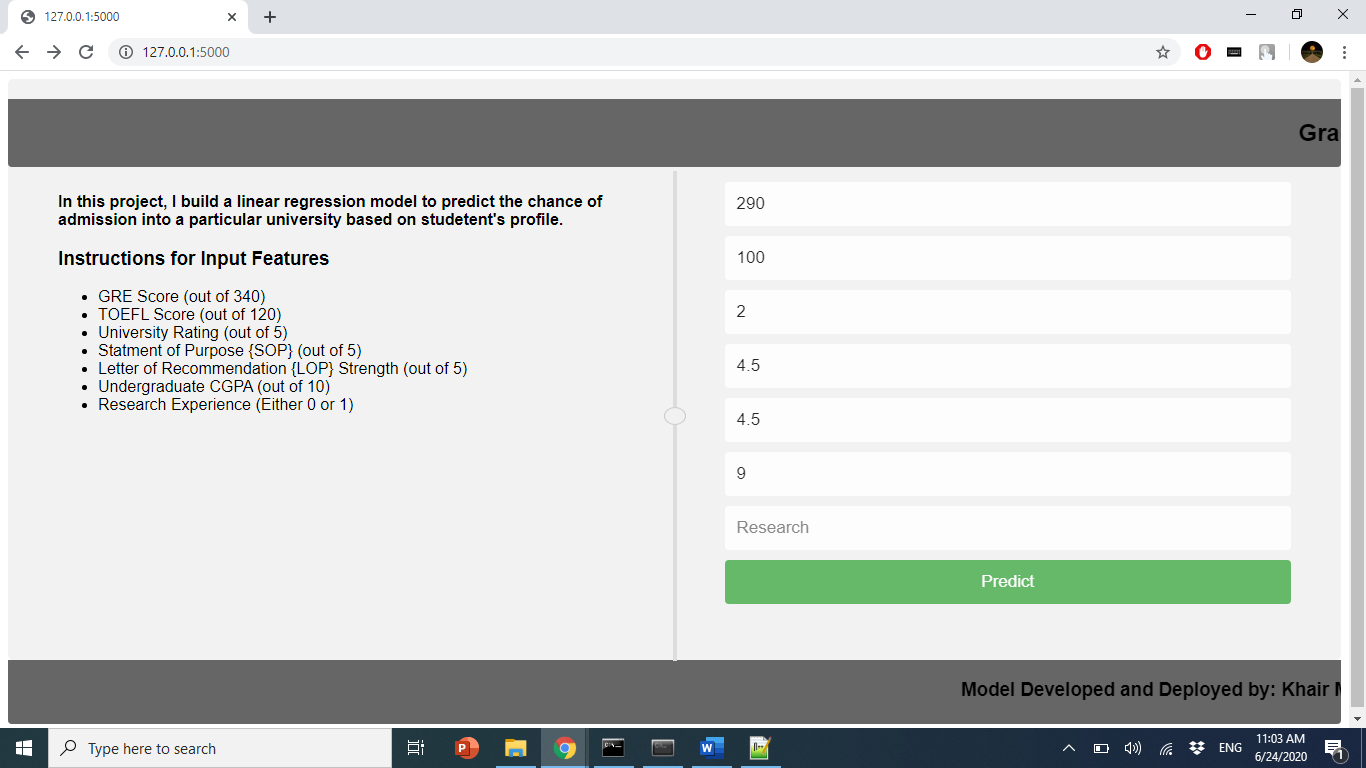 127.0.0.1:5000
127.0.0.1:5000
Gra
In this project, I build a linear regression model to predict the chance of
admission into a particular university based on studetent's profile.
Instructions for Input Features
GRE Score (out of 340)
TOEFL Score (out of 120)
University Rating (out of 5)
Statment of Purpose {SOP} (out of 5)
Letter of Recommendation {LOP} Strength (out of 5)
Undergraduate CGPA (out of 10)
Research Experience (Either 0 or 1)
290
100
2
4.5
4.5
9
Research
Predict
Model Developed and Deployed by: Khair
Type here to search
ENG
11:03 AM
6/24/2020
1